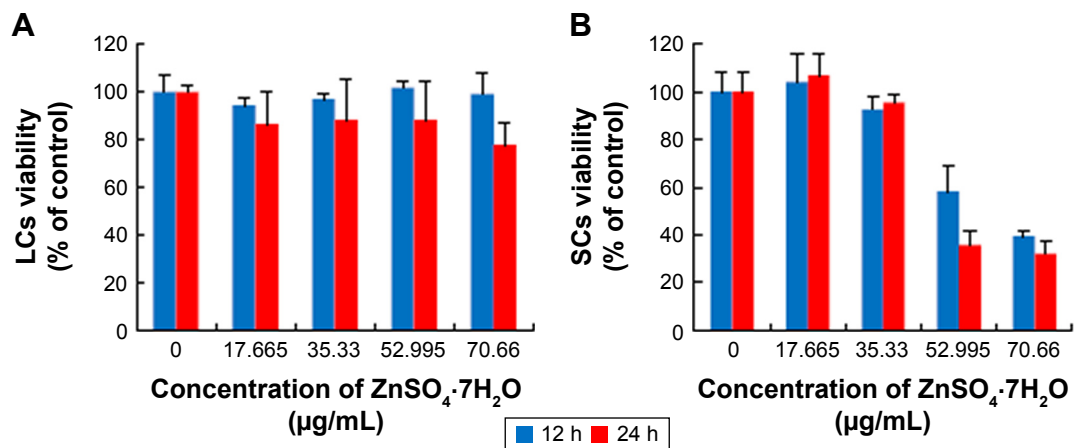 A
120
100
80
60
40
20
0
LCs viability
(% of control)
0 17.665 35.33 52.995 70.66
Concentration of ZnSO₄·7H₂O
(µg/mL)
B
120
100
80
60
40
20
0
SCs viability
(% of control)
0 17.665 35.33 52.995 70.66
Concentration of ZnSO₄·7H₂O
(µg/mL)
12 h 24 h